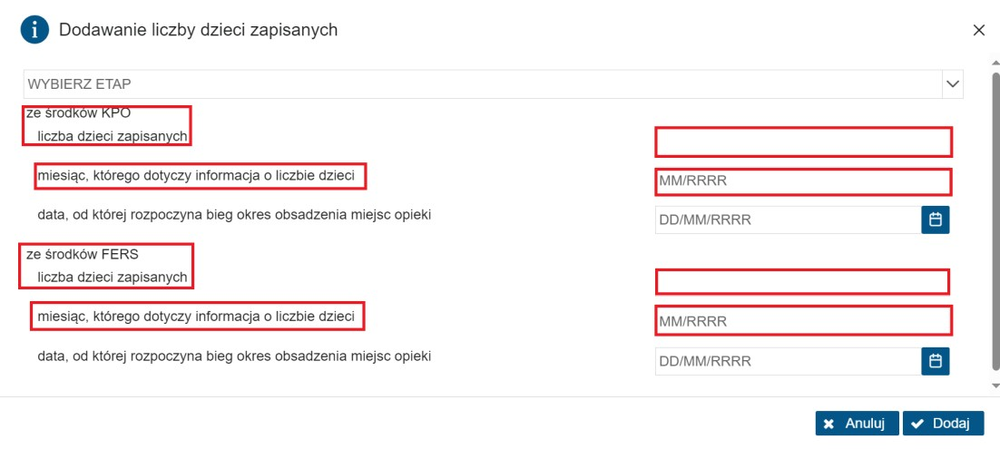 Dodawanie liczby dzieci zapisanych
WYBIERZ ETAP
ze środków KPO
liczba dzieci zapisanych
miesiąc, którego dotyczy informacja o liczbie dzieci MM/RRRR
data, od której rozpoczyna bieg okres obsadzenia miejsc opieki DD/MM/RRRR
ze środków FERS
liczba dzieci zapisanych
miesiąc, którego dotyczy informacja o liczbie dzieci MM/RRRR
data, od której rozpoczyna bieg okres obsadzenia miejsc opieki DD/MM/RRRR
Anuluj Dodaj